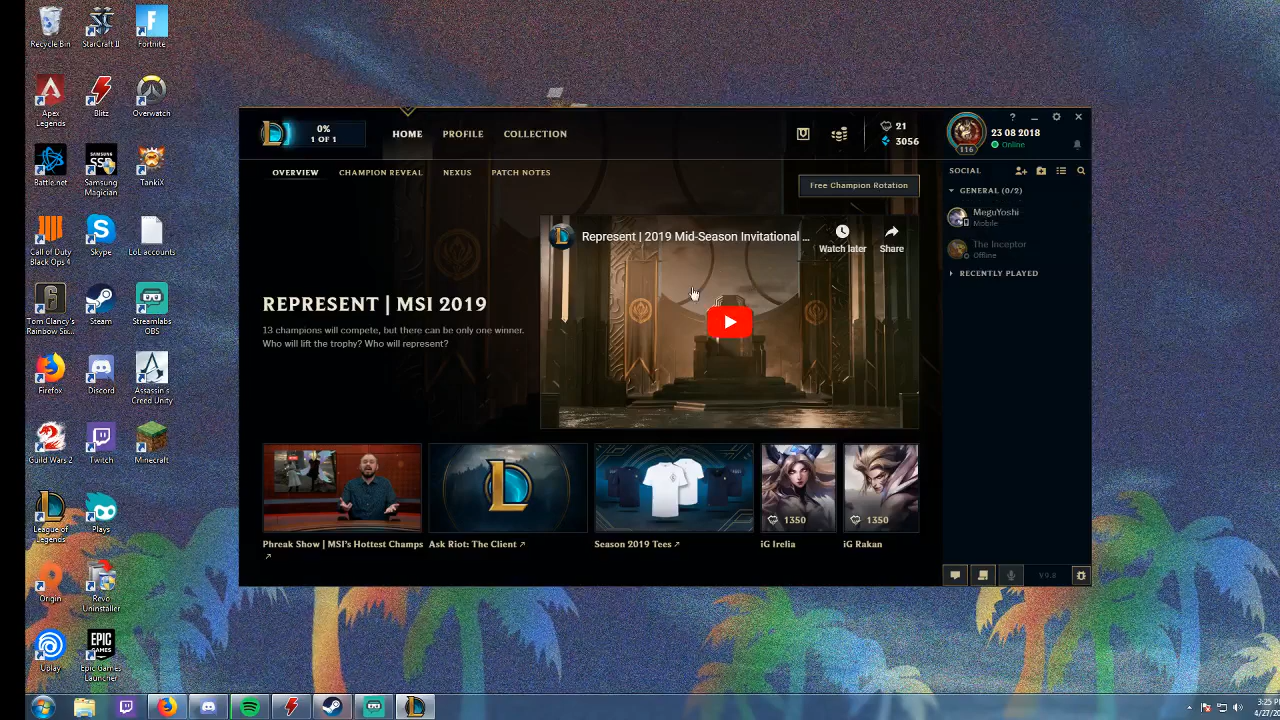 Recycle Bin
StarCraft II
Fortnite
Apex
Legends
Blitz
Overwatch
Battle.net
Samsung
Magician
TankiX
Call of Duty
Black Ops 4
Skype
LoL accounts
Tom Clancy's
Rainbow Six...
Steam
Streamlabs
OBS
Firefox
Discord
Assassin's
Creed Unity
Guild Wars 2
Twitch
Minecraft
League of
Legends
Plays
Origin
Revo
Uninstaller
Uplay
Epic Games
Launcher
0%
1 OF 1
HOME
PROFILE
COLLECTION
21
3056
116
23 08 2018
Online
OVERVIEW
CHAMPION REVEAL
NEXUS
PATCH NOTES
Free Champion Rotation
Represent | 2019 Mid-Season Invitational ...
Watch later
Share
REPRESENT | MSI 2019
13 champions will compete, but there can be only one winner.
Who will lift the trophy? Who will represent?
1350
1350
Phreak Show | MSI's Hottest Champs
Ask Riot: The Client
Season 2019 Tees
iG Irelia
iG Rakan
SOCIAL
GENERAL (0/2)
MeguYoshi
Mobile
The Inceptor
Offline
RECENTLY PLAYED
V9.8
3:25 P
4/27/20